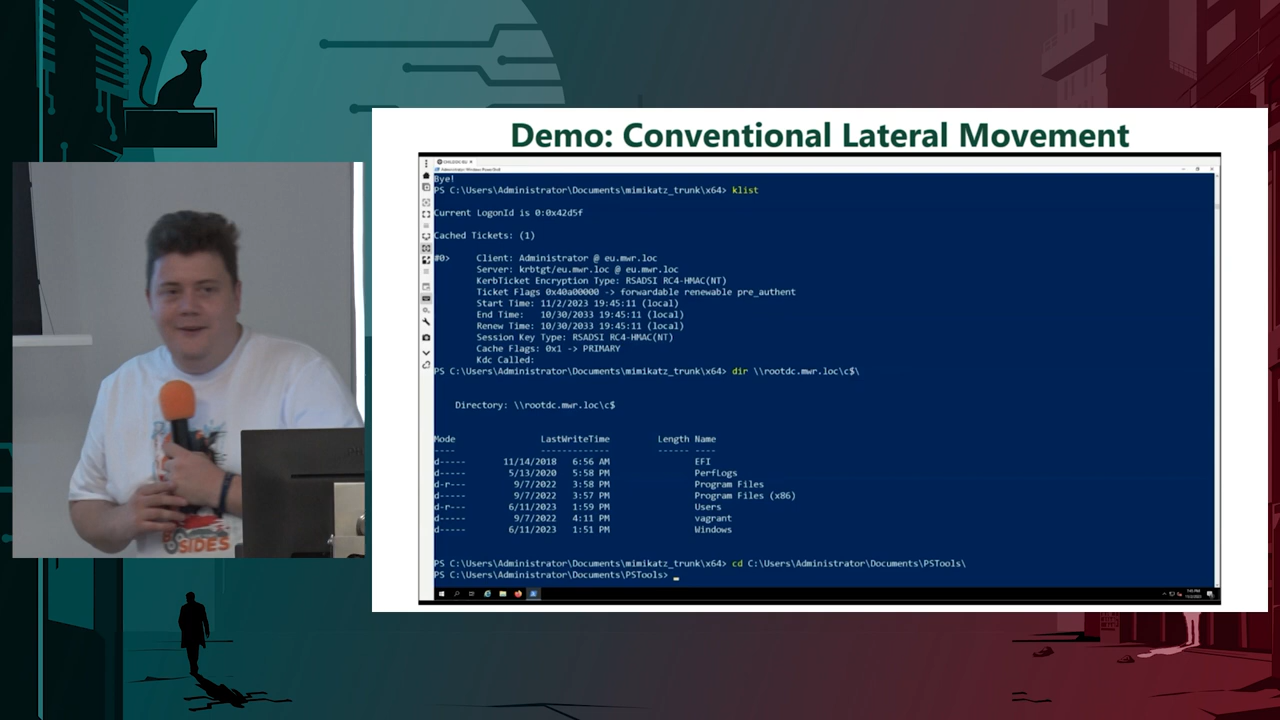 Demo: Conventional Lateral Movement
Administrator: Windows PowerShell
Bye!
PS C:\Users\Administrator\Documents\mimikatz_trunk\x64> klist
Current LogonId is 0:0x42d5f
Cached Tickets: (1)
#0> Client: Administrator @ eu.mwr.loc
Server: krbtgt/eu.mwr.loc @ eu.mwr.loc
KerbTicket Encryption Type: RSADSI RC4-HMAC(NT)
Ticket Flags 0x40a00000 -> forwardable renewable pre_authent
Start Time: 11/2/2023 19:45:11 (local)
End Time: 10/30/2033 19:45:11 (local)
Renew Time: 10/30/2033 19:45:11 (local)
Session Key Type: RSADSI RC4-HMAC(NT)
Cache Flags: 0x1 -> PRIMARY
Kdc Called:
PS C:\Users\Administrator\Documents\mimikatz_trunk\x64> dir \\rootdc.mwr.loc\c$\
Directory: \\rootdc.mwr.loc\c$
Mode LastWriteTime Length Name
---- ------------- ------ ----
d----- 11/14/2018 6:56 AM EFI
d----- 5/13/2020 5:58 PM PerfLogs
d-r--- 9/7/2022 3:58 PM Program Files
d----- 9/7/2022 3:57 PM Program Files (x86)
d-r--- 6/11/2023 1:59 PM Users
d----- 9/7/2022 4:11 PM vagrant
d----- 6/11/2023 1:51 PM Windows
PS C:\Users\Administrator\Documents\mimikatz_trunk\x64> cd C:\Users\Administrator\Documents\PSTools\
PS C:\Users\Administrator\Documents\PSTools> _
BSIDES